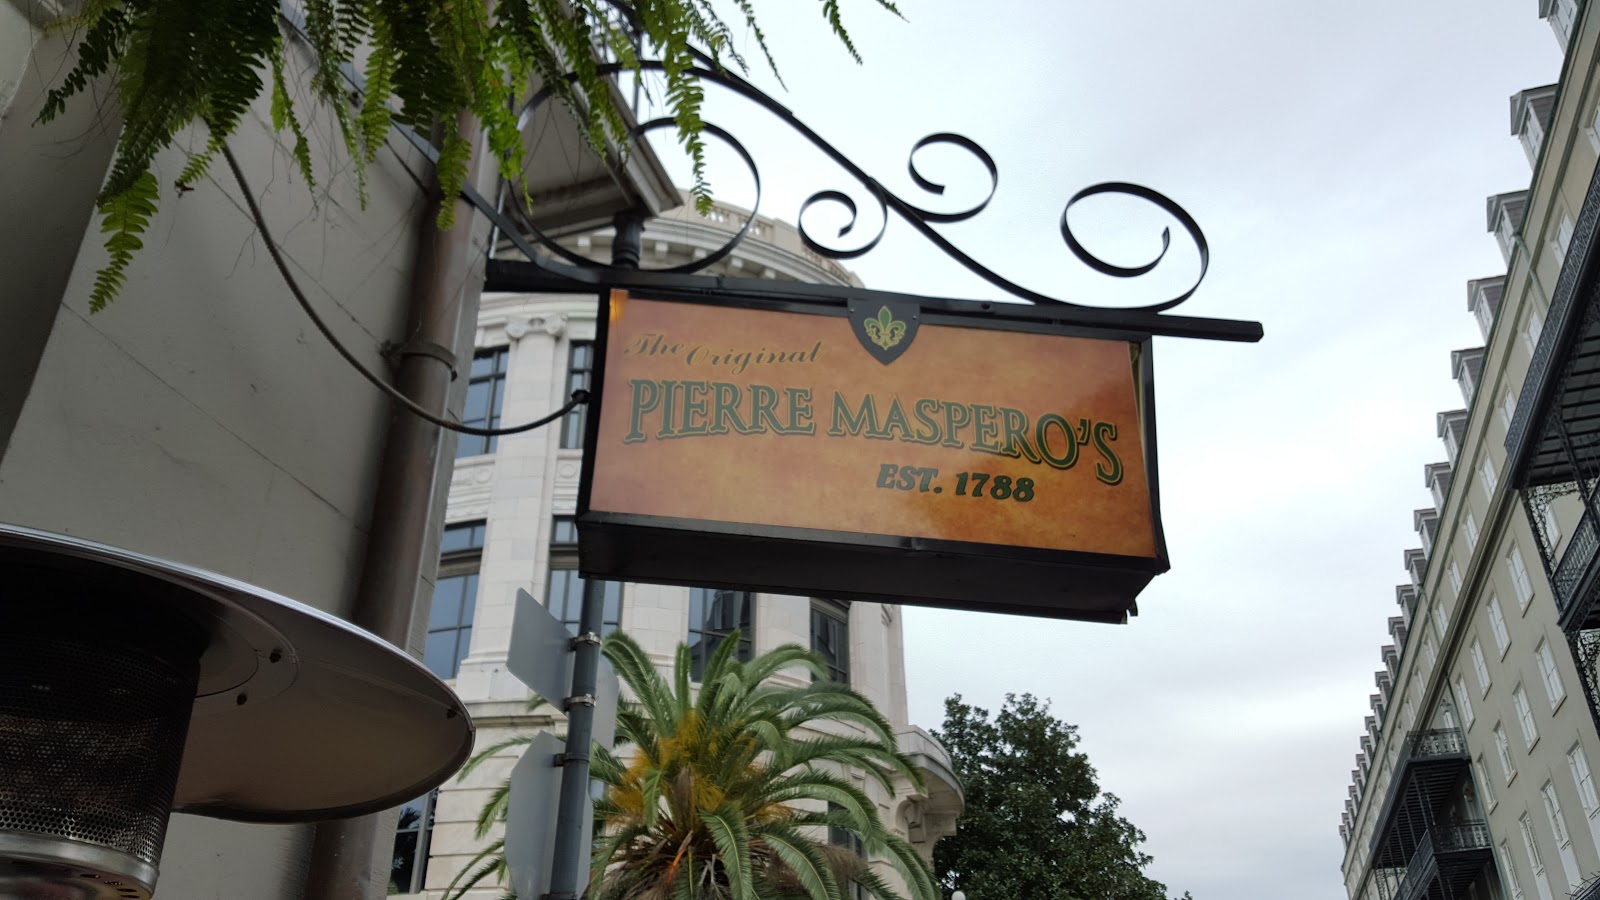 The Original
PIERRE MASPERO'S
EST. 1788